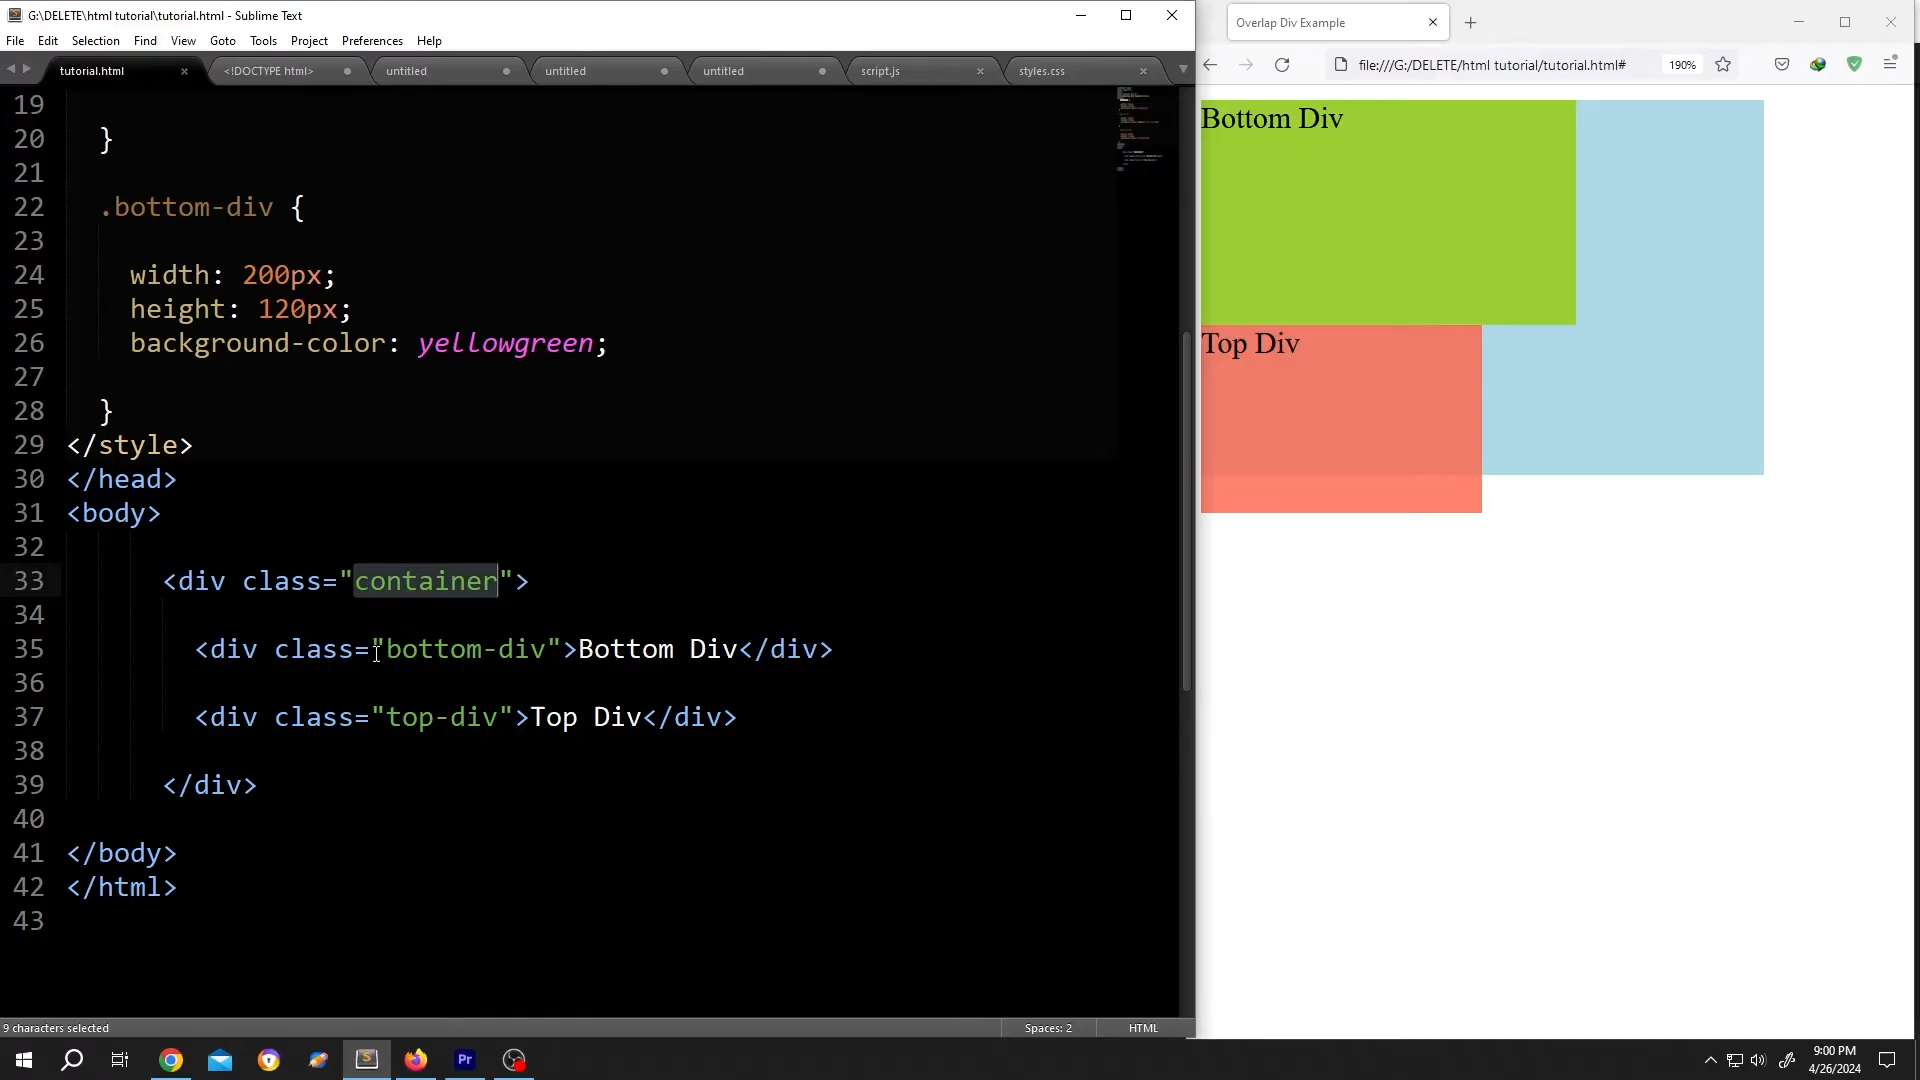 G:\DELETE\html tutorial\tutorial.html - Sublime Text
File Edit Selection Find View Goto Tools Project Preferences Help
tutorial.html <!DOCTYPE html> untitled untitled untitled script.js styles.css
19
20 }
21
22 .bottom-div {
23
24 width: 200px;
25 height: 120px;
26 background-color: yellowgreen;
27
28 }
29 </style>
30 </head>
31 <body>
32
33 <div class="container">
34
35 <div class="bottom-div">Bottom Div</div>
36
37 <div class="top-div">Top Div</div>
38
39 </div>
40
41 </body>
42 </html>
43
9 characters selected
Spaces: 2
HTML
Overlap Div Example
file:///G:/DELETE/html tutorial/tutorial.html#
190%
Bottom Div
Top Div
Pr
9:00 PM
4/26/2024